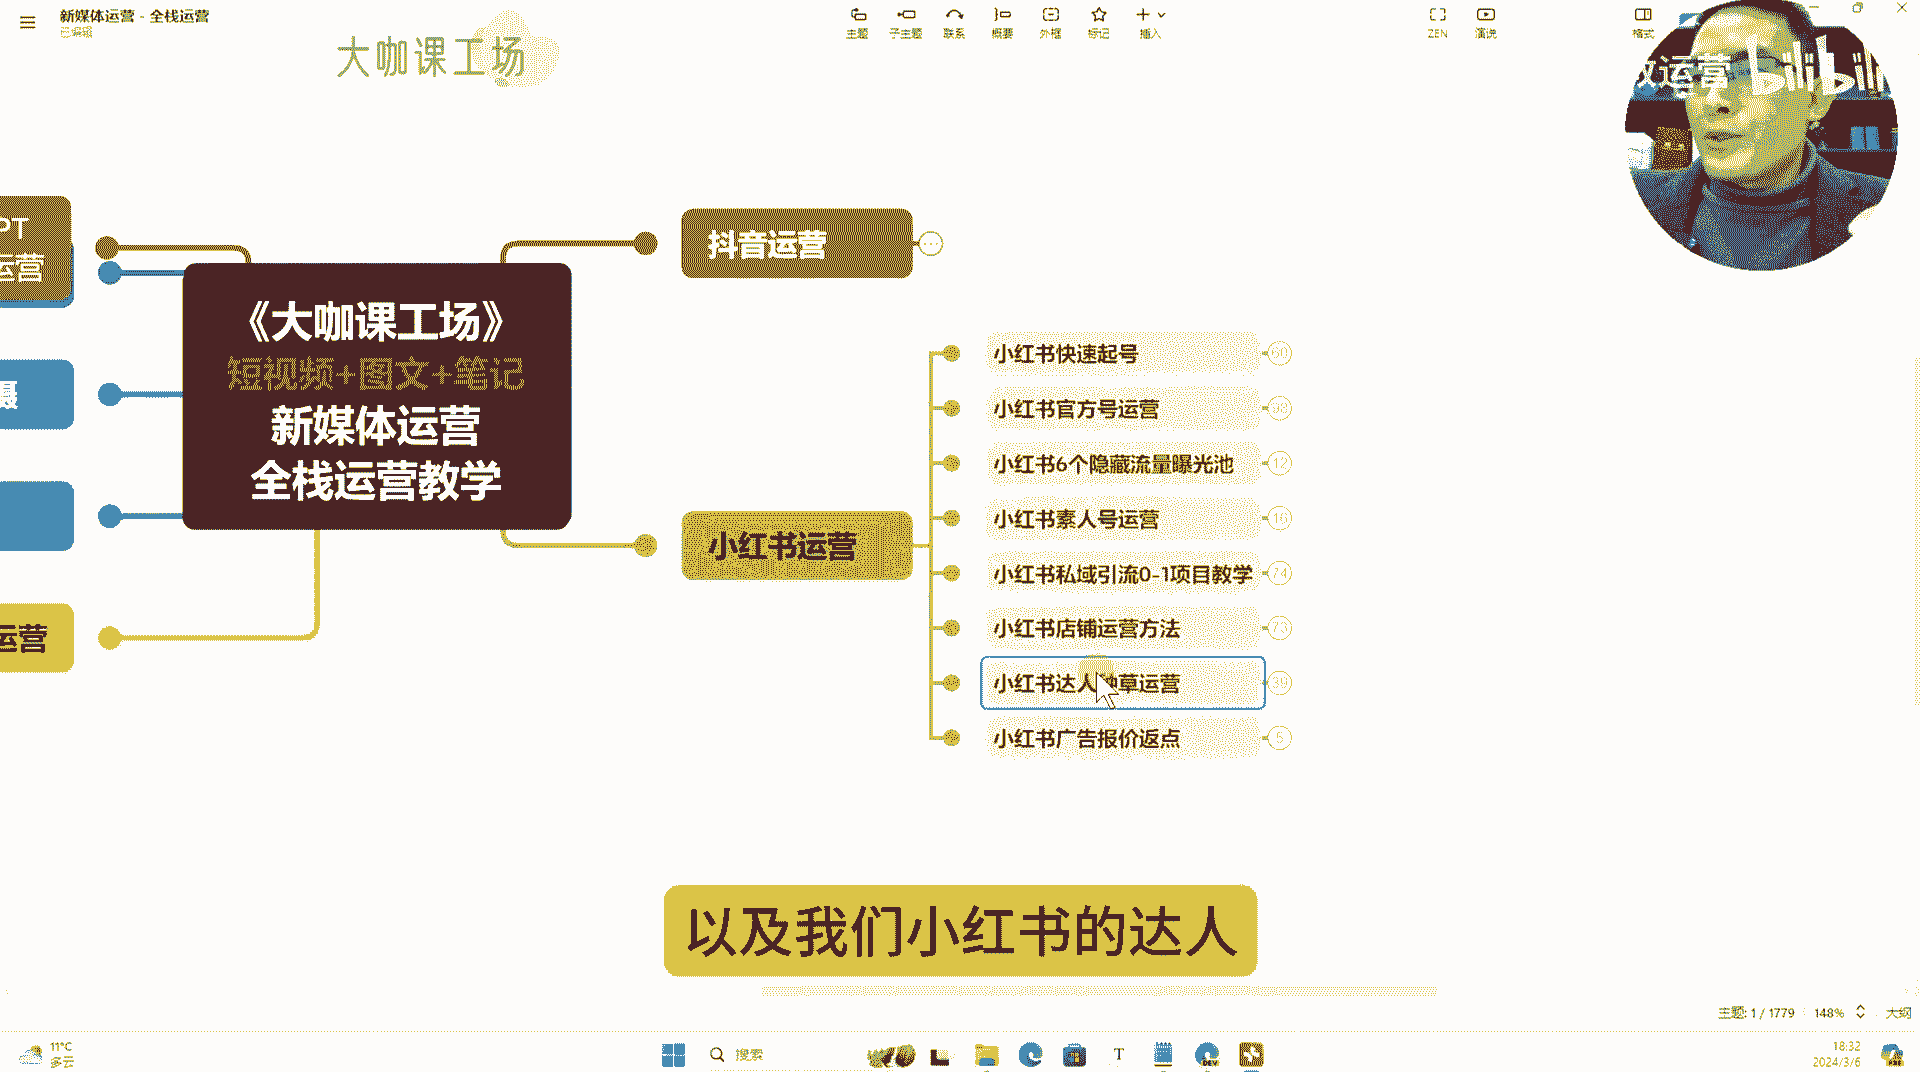 新媒体运营 - 全栈运营
已编辑
主题
子主题
联系
概要
外框
标记
插入
ZEN
演说
格式
大咖课工场
运营 bilibili
PT
运营
摄
运营
《大咖课工场》
短视频+图文+笔记
新媒体运营
全栈运营教学
抖音运营
小红书运营
小红书快速起号
60
小红书官方号运营
98
小红书6个隐藏流量曝光池
12
小红书素人号运营
16
小红书私域引流0-1项目教学
74
小红书店铺运营方法
73
小红书达人种草运营
39
小红书广告报价返点
5
以及我们小红书的达人
主题: 1 / 1779
148%
大纲
11°C
多云
搜索
T
DEV
18:32
2024/3/6